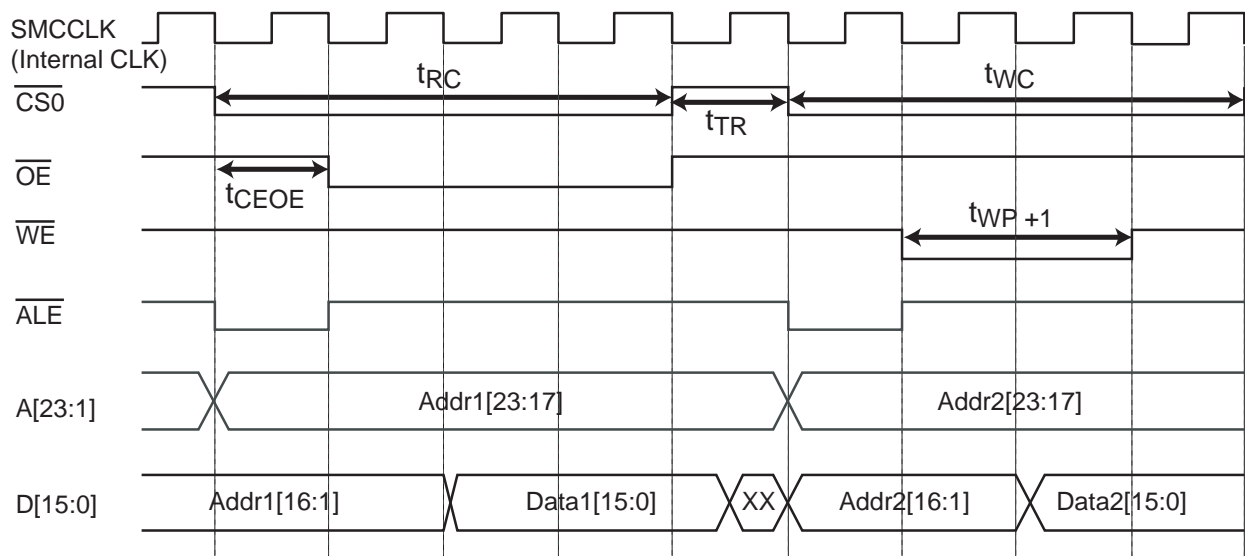 SMCCLK
(Internal CLK)
tRC
tWC
CS0
tTR
OE
tCEOE
tWP +1
WE
ALE
A[23:1]
Addr1[23:17]
Addr2[23:17]
D[15:0]
Addr1[16:1]
Data1[15:0]
XX
Addr2[16:1]
Data2[15:0]